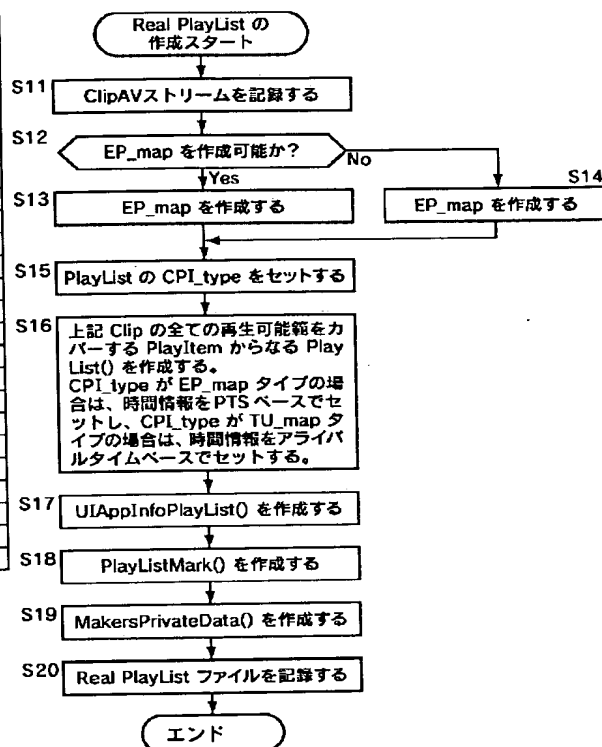 Real PlayList の
作成スタート
S11
ClipAVストリームを記録する
S12
EP_map を作成可能か？
No
Yes
S13
EP_map を作成する
S14
EP_map を作成する
S15
PlayList の CPI_type をセットする
S16
上記 Clip の全ての再生可能範をカ
バーする PlayItem からなる Play
List() を作成する。
CPI_type が EP_map タイプの場
合は、時間情報をPTS ベースでセ
ットし、CPI_type が TU_map タ
イプの場合は、時間情報をアライバ
ルタイムベースでセットする。
S17
UIAppInfoPlayList() を作成する
S18
PlayListMark() を作成する
S19
MakersPrivateData() を作成する
S20
Real PlayList ファイルを記録する
エンド